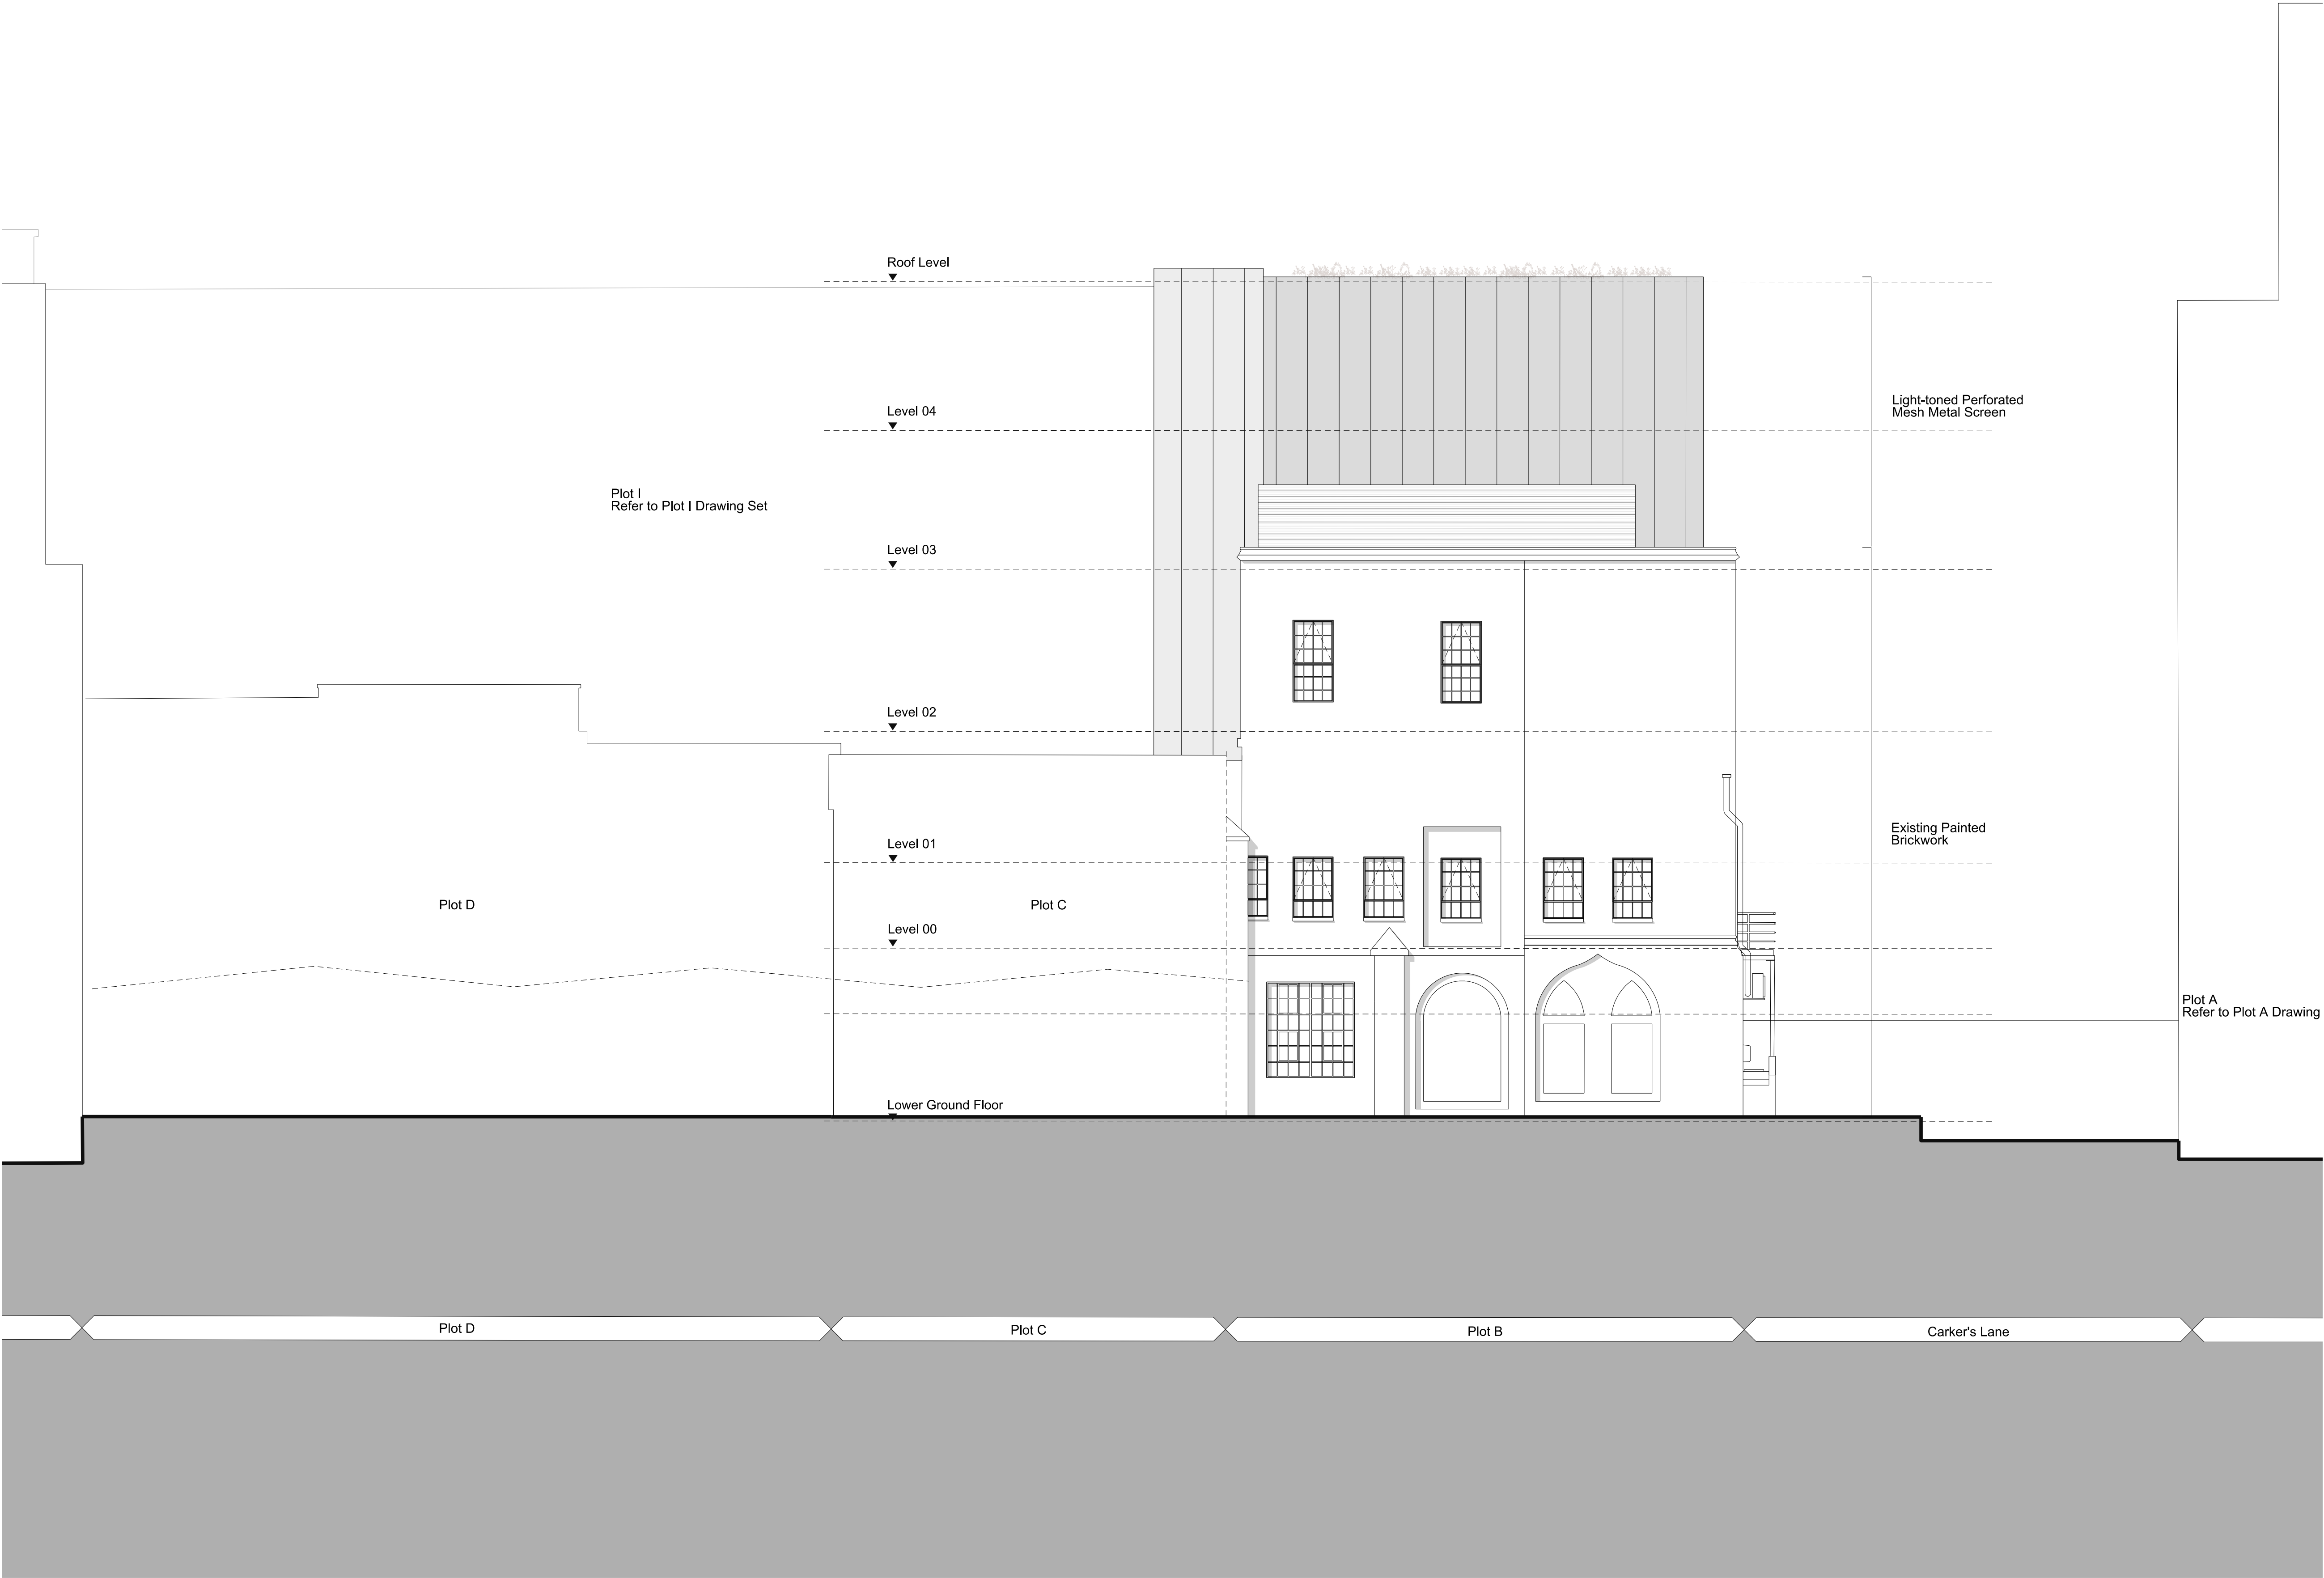 Roof Level
Level 04
Light-toned Perforated
Mesh Metal Screen
Plot I
Refer to Plot I Drawing Set
Level 03
Level 02
Level 01
Existing Painted
Brickwork
Plot D
Plot C
Level 00
Plot A
Refer to Plot A Drawing
Lower Ground Floor
Plot D
Plot C
Plot B
Carker's Lane